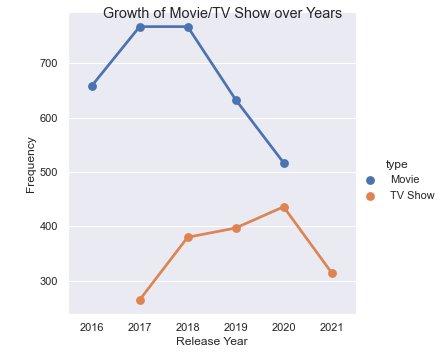 Growth of Movie/TV Show over Years
700
600
500
400
300
Frequency
2016 2017 2018 2019 2020 2021
Release Year
type
Movie
TV Show